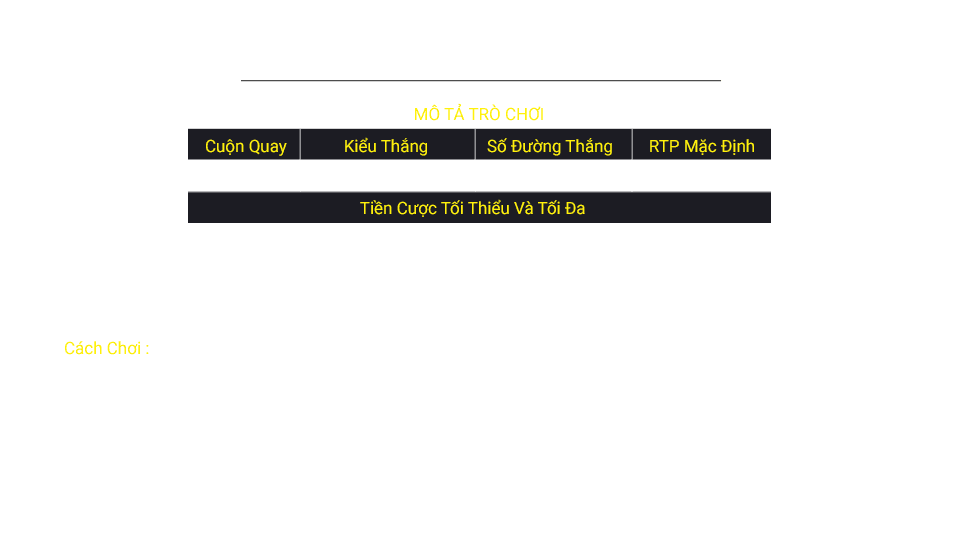 MÔ TẢ TRÒ CHƠI
Cuộn Quay Kiểu Thắng Số Đường Thắng RTP Mặc Định
Tiền Cược Tối Thiểu Và Tối Đa
Cách Chơi :